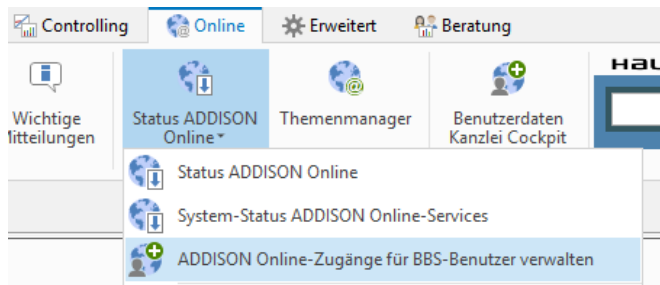 Controlling Online Erweitert Beratung
Wichtige Status ADDISON Themenmanager Benutzerdaten
Mitteilungen Online Kanzlei Cockpit
Status ADDISON Online
System-Status ADDISON Online-Services
ADDISON Online-Zugänge für BBS-Benutzer verwalten